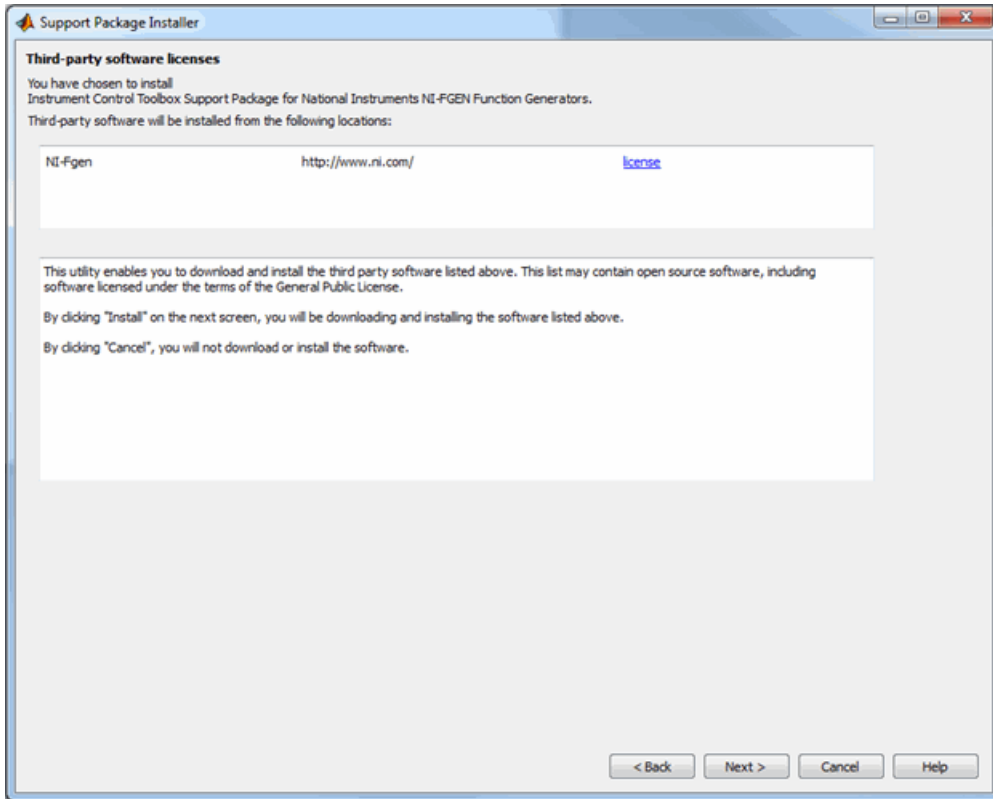 Support Package Installer
Third-party software licenses
You have chosen to install
Instrument Control Toolbox Support Package for National Instruments NI-FGEN Function Generators.
Third-party software will be installed from the following locations:
NI-Fgen http://www.ni.com/ license
This utility enables you to download and install the third party software listed above. This list may contain open source software, including
software licensed under the terms of the General Public License.
By clicking "Install" on the next screen, you will be downloading and installing the software listed above.
By clicking "Cancel", you will not download or install the software.
< Back Next > Cancel Help